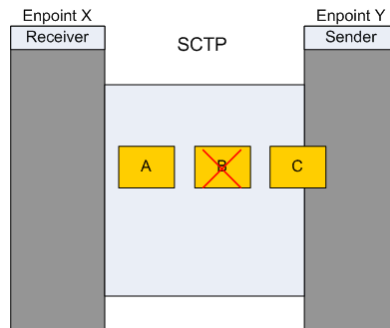 Enpoint X
Enpoint Y
Receiver
SCTP
Sender
A
B
C